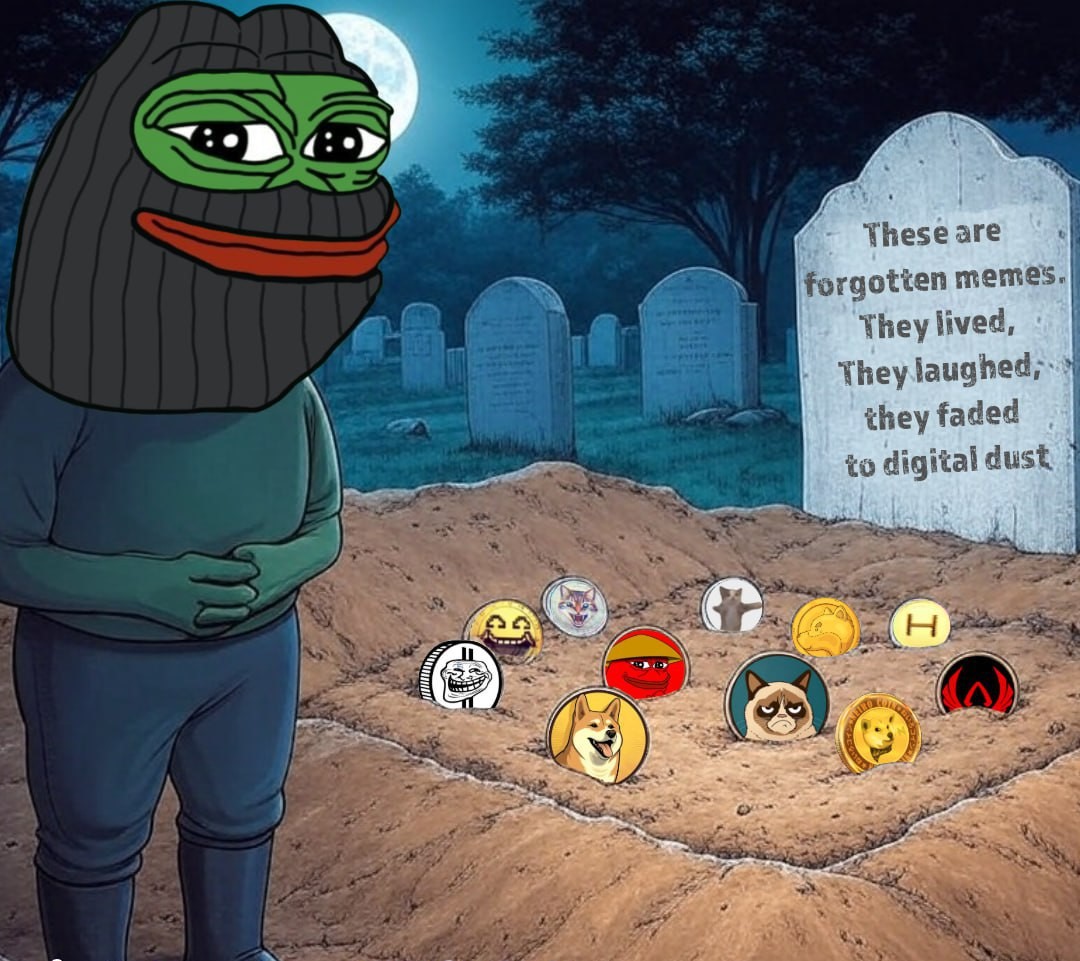 These are
forgotten memes.
They lived,
They laughed,
they faded
to digital dust
H